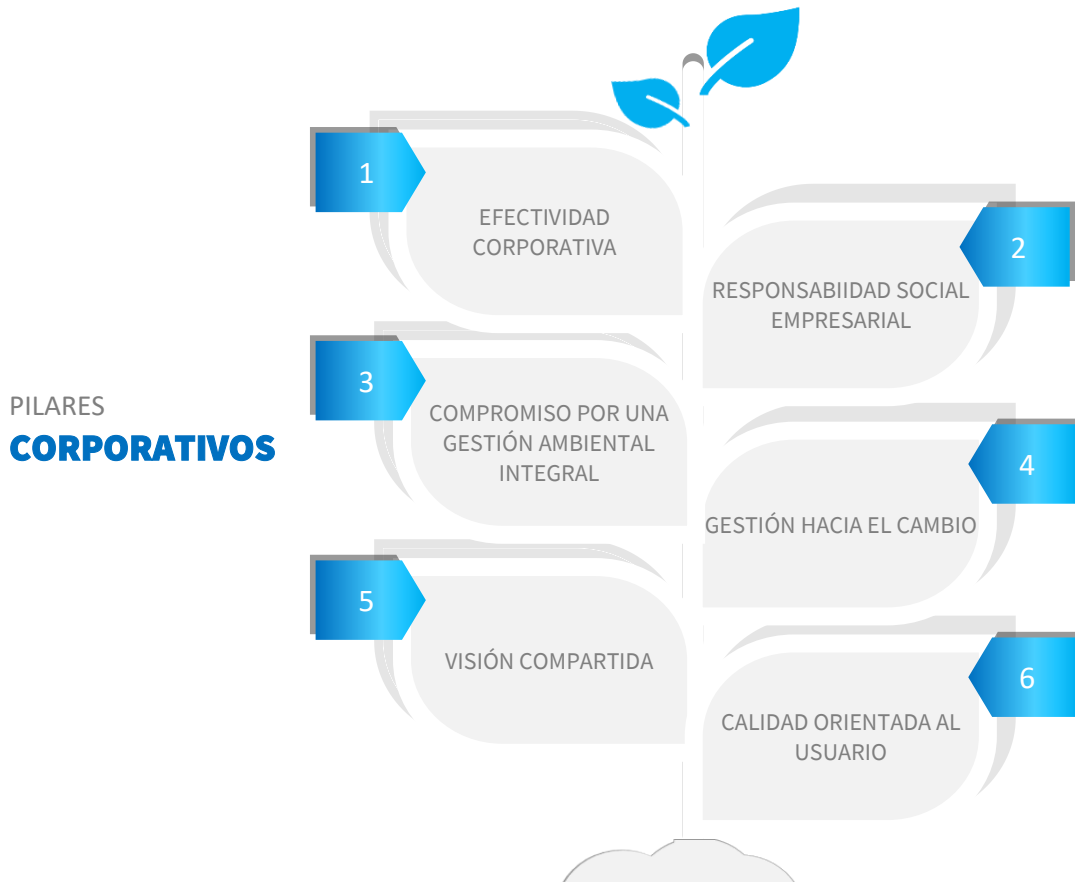 PILARES
CORPORATIVOS
1
EFECTIVIDAD
CORPORATIVA
2
RESPONSABIIDAD SOCIAL
EMPRESARIAL
3
COMPROMISO POR UNA
GESTIÓN AMBIENTAL
INTEGRAL
4
GESTIÓN HACIA EL CAMBIO
5
VISIÓN COMPARTIDA
6
CALIDAD ORIENTADA AL
USUARIO